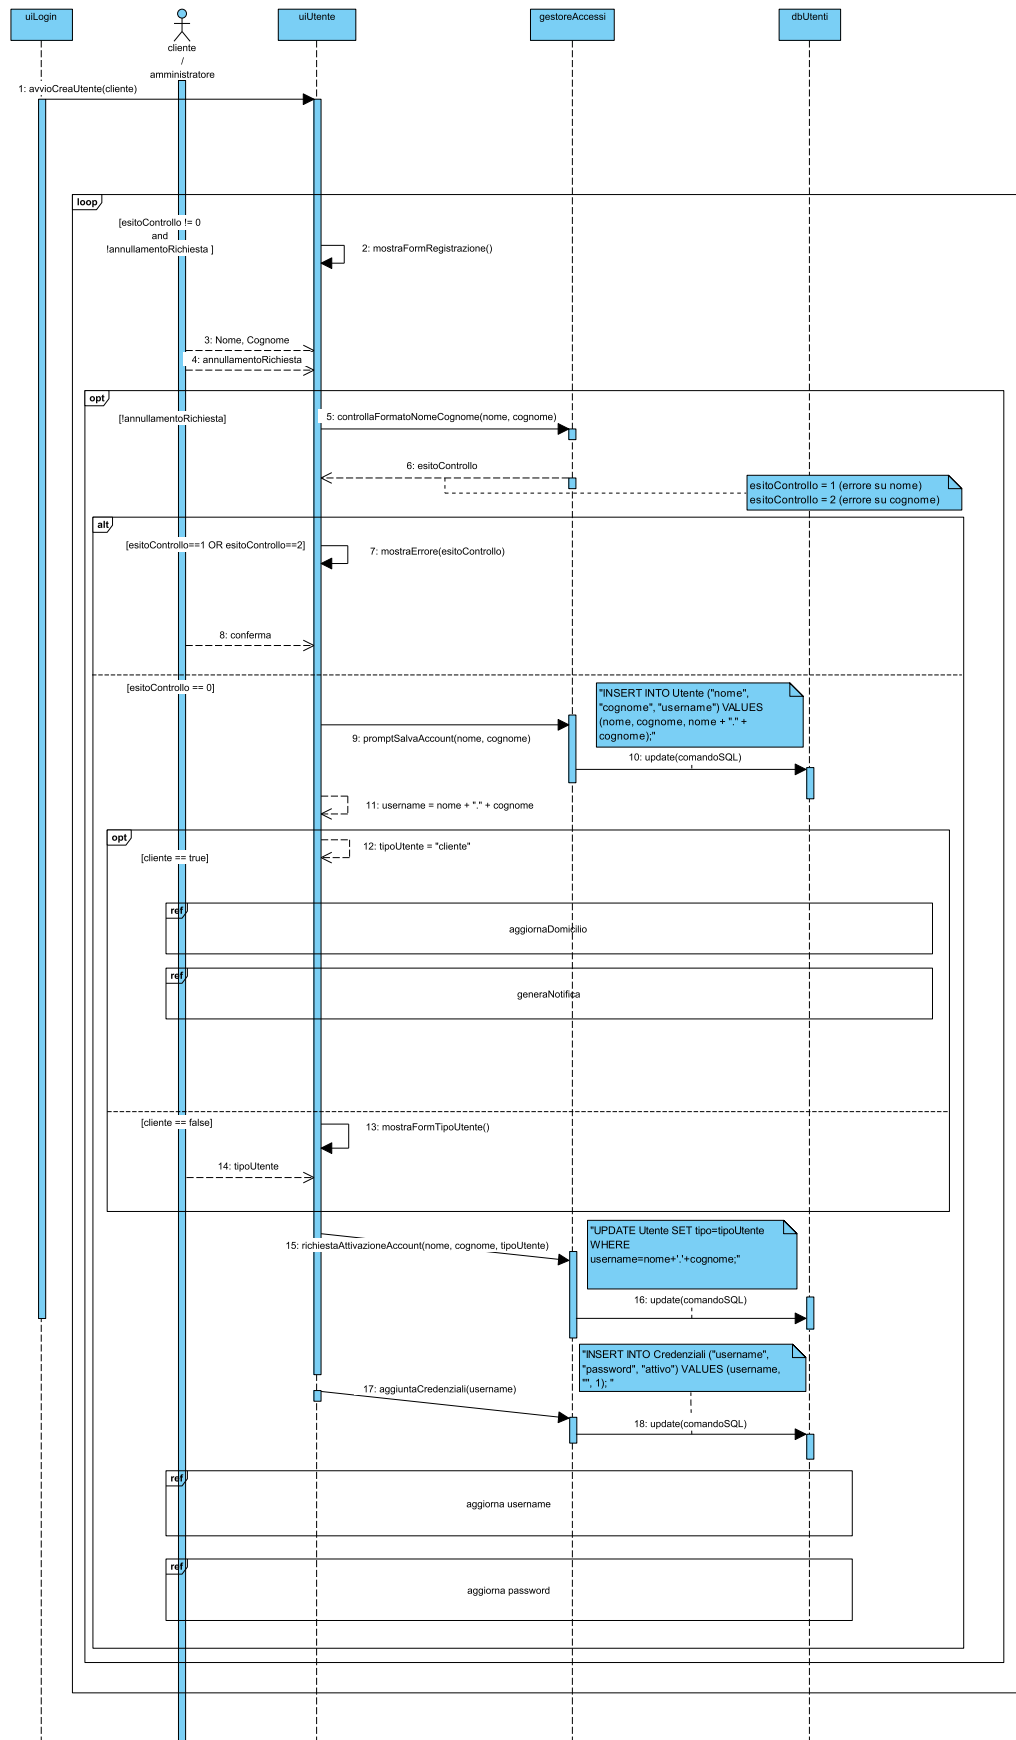 uiLogin
uiUtente
gestoreAccessi
dbUtenti
cliente
/
amministratore
1: avvioCreaUtente(cliente)
loop
[esitoControllo != 0
and
!annullamentoRichiesta ]
2: mostraFormRegistrazione()
3: Nome, Cognome
4: annullamentoRichiesta
opt
[!annullamentoRichiesta]
5: controllaFormatoNomeCognome(nome, cognome)
6: esitoControllo
esitoControllo = 1 (errore su nome)
esitoControllo = 2 (errore su cognome)
alt
[esitoControllo==1 OR esitoControllo==2]
7: mostraErrore(esitoControllo)
8: conferma
[esitoControllo == 0]
"INSERT INTO Utente ("nome",
"cognome", "username") VALUES
(nome, cognome, nome + "." +
cognome);"
9: promptSalvaAccount(nome, cognome)
10: update(comandoSQL)
11: username = nome + "." + cognome
opt
12: tipoUtente = "cliente"
[cliente == true]
ref
aggiornaDomicilio
ref
generaNotifica
[cliente == false]
13: mostraFormTipoUtente()
14: tipoUtente
"UPDATE Utente SET tipo=tipoUtente
WHERE
username=nome+'.'+cognome;"
15: richiestaAttivazioneAccount(nome, cognome, tipoUtente)
16: update(comandoSQL)
"INSERT INTO Credenziali ("username",
"password", "attivo") VALUES (username,
"", 1); "
17: aggiuntaCredenziali(username)
18: update(comandoSQL)
ref
aggiorna username
ref
aggiorna password